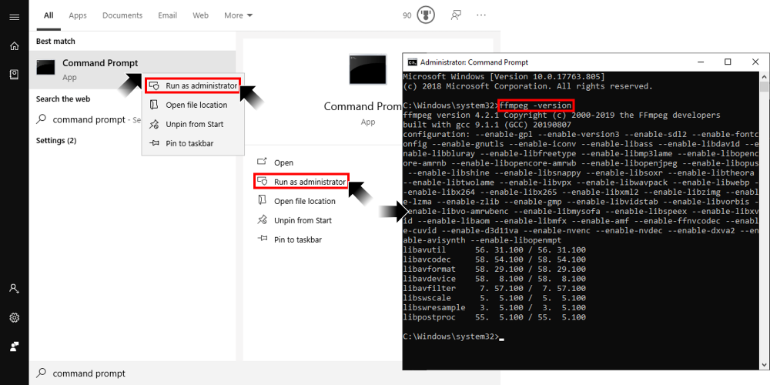 All Apps Documents Email Web More 90 ...
Best match
Command Prompt
App
Search the web
command prompt - Se
Settings (2)
Run as administrator
Open file location
Unpin from Start
Pin to taskbar
Command Prom
App
Open
Run as administrator
Open file location
Unpin from Start
Pin to taskbar
command prompt
Administrator: Command Prompt
Microsoft Windows [Version 10.0.17763.805]
(c) 2018 Microsoft Corporation. All rights reserved.
C:\Windows\system32>ffmpeg -version
ffmpeg version 4.2.1 Copyright (c) 2000-2019 the FFmpeg developers
built with gcc 9.1.1 (GCC) 20190807
configuration: --enable-gpl --enable-version3 --enable-sdl2 --enable-fontc
onfig --enable-gnutls --enable-iconv --enable-libass --enable-libdav1d --e
nable-libbluray --enable-libfreetype --enable-libmp3lame --enable-libopenc
ore-amrnb --enable-libopencore-amrwb --enable-libopenjpeg --enable-libopus
--enable-libshine --enable-libsnappy --enable-libsoxr --enable-libtheora
--enable-libtwolame --enable-libvpx --enable-libwavpack --enable-libwebp -
-enable-libx264 --enable-libx265 --enable-libxml2 --enable-libzimg --enabl
e-lzma --enable-zlib --enable-gmp --enable-libvidstab --enable-libvorbis -
-enable-libvo-amrwbenc --enable-libmysofa --enable-libspeex --enable-libxv
id --enable-libaom --enable-libmfx --enable-amf --enable-ffnvcodec --enabl
e-cuvid --enable-d3d11va --enable-nvenc --enable-nvdec --enable-dxva2 --en
able-avisynth --enable-libopenmpt
libavutil 56. 31.100 / 56. 31.100
libavcodec 58. 54.100 / 58. 54.100
libavformat 58. 29.100 / 58. 29.100
libavdevice 58. 8.100 / 58. 8.100
libavfilter 7. 57.100 / 7. 57.100
libswscale 5. 5.100 / 5. 5.100
libswresample 3. 5.100 / 3. 5.100
libpostproc 55. 5.100 / 55. 5.100
C:\Windows\system32>_